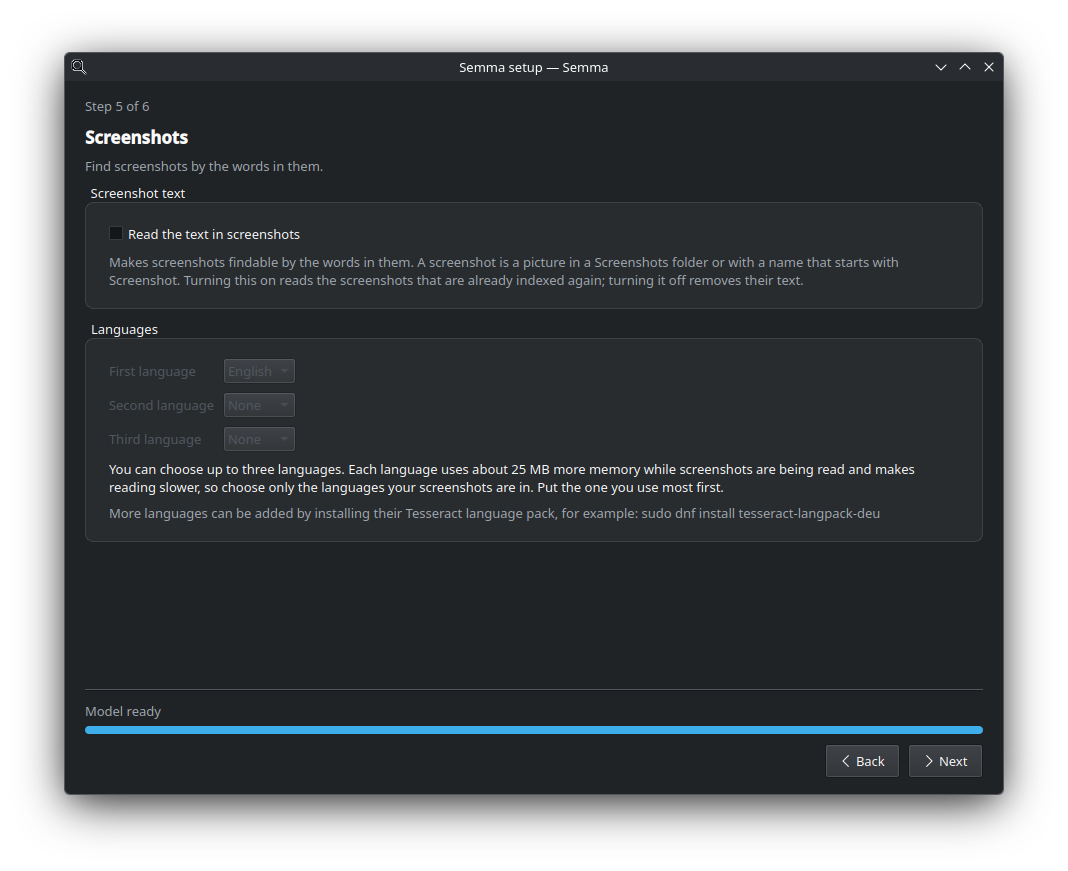 Semma setup — Semma
Step 5 of 6
Screenshots
Find screenshots by the words in them.
Screenshot text
Read the text in screenshots
Makes screenshots findable by the words in them. A screenshot is a picture in a Screenshots folder or with a name that starts with
Screenshot. Turning this on reads the screenshots that are already indexed again; turning it off removes their text.
Languages
First language English
Second language None
Third language None
You can choose up to three languages. Each language uses about 25 MB more memory while screenshots are being read and makes
reading slower, so choose only the languages your screenshots are in. Put the one you use most first.
More languages can be added by installing their Tesseract language pack, for example: sudo dnf install tesseract-langpack-deu
Model ready
Back Next